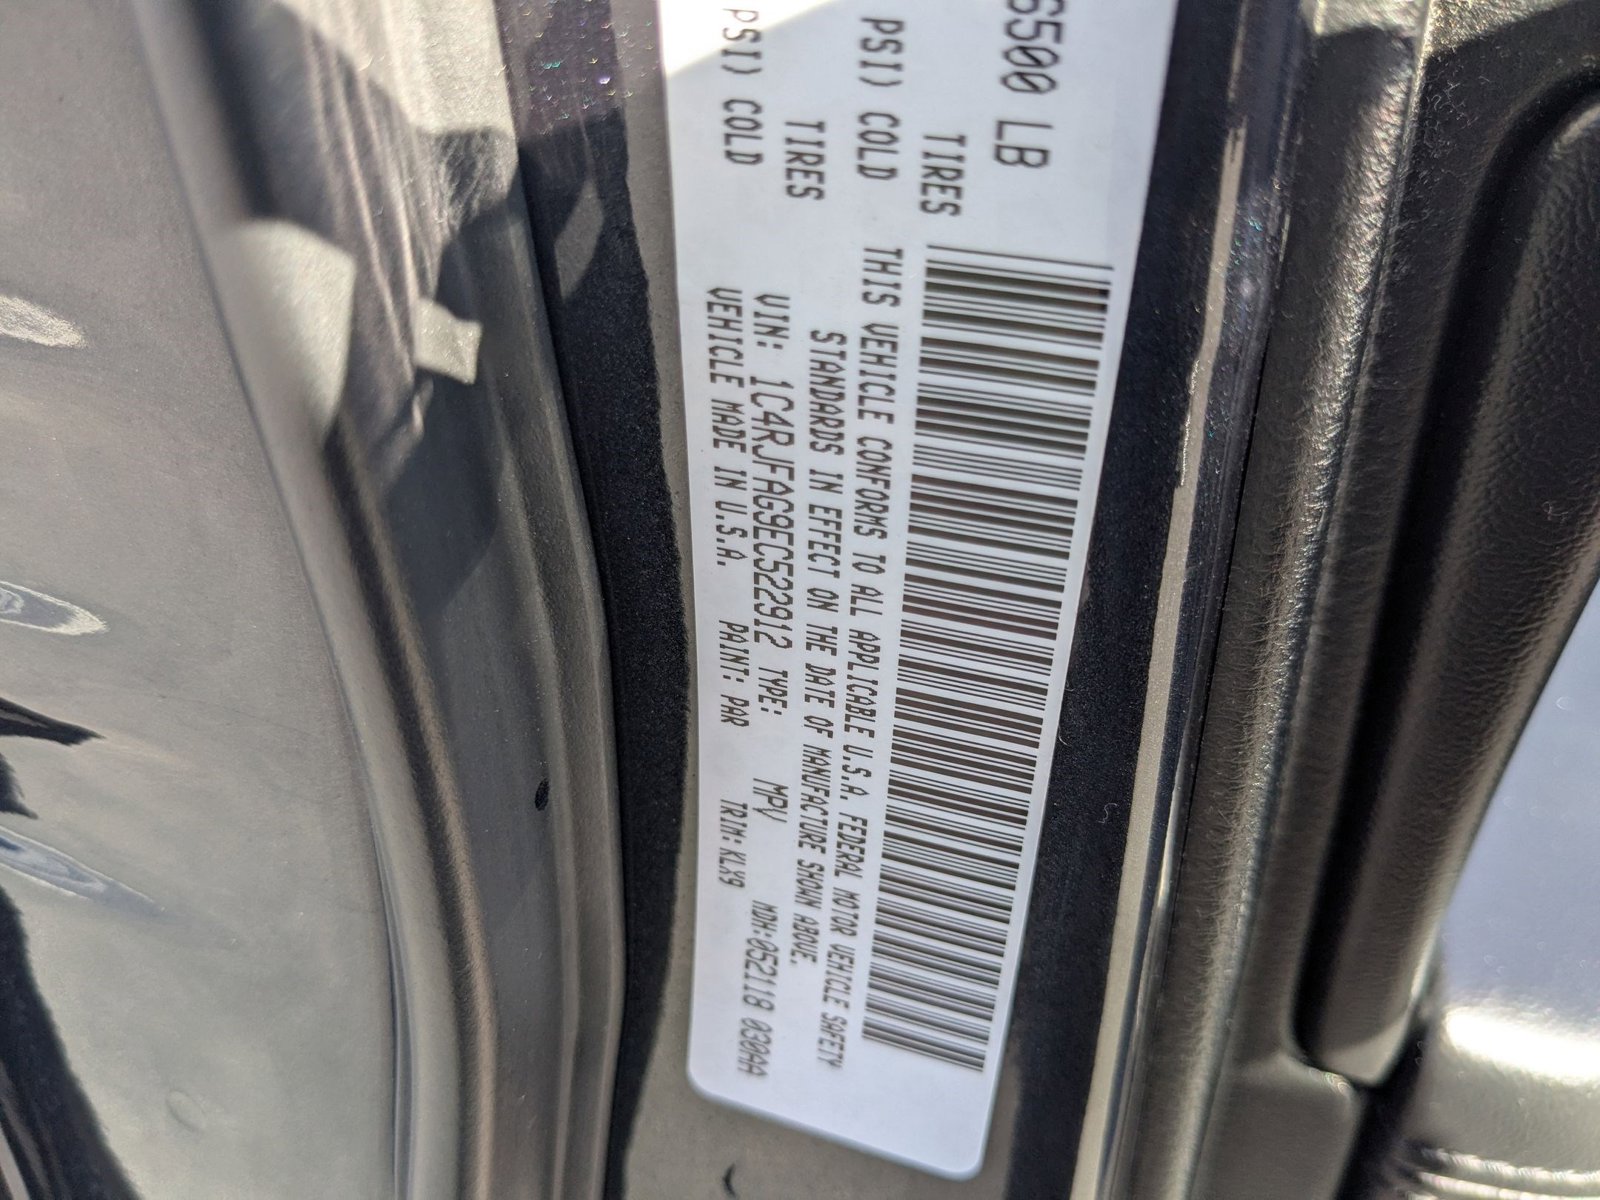 6500 LB
TIRES
PSI) COLD
TIRES
PSI) COLD
THIS VEHICLE CONFORMS TO ALL APPLICABLE U.S.A. FEDERAL MOTOR VEHICLE SAFETY
STANDARDS IN EFFECT ON THE DATE OF MANUFACTURE SHOWN ABOVE.
VIN: 1C4RJFAG9EC522912 TYPE: MPV MDH:052118 030AA
VEHICLE MADE IN U.S.A. PAINT: PAR TRIM: KLX9